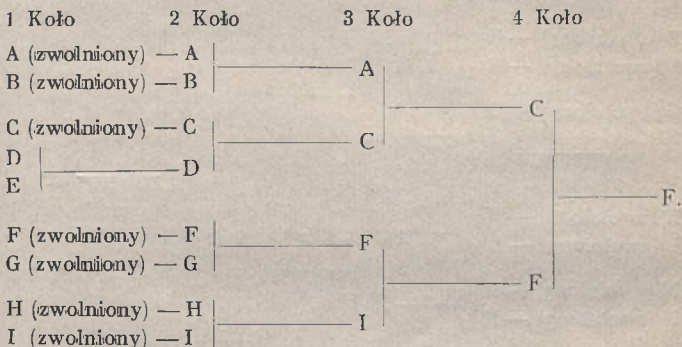 1 Koło 2 Koło 3 Koło 4 Koło
A (zwolniony) — A
A
B (zwolniony) — B
C
C (zwolniony) — C
C
D
D
E
F.
F (zwolniony) — F
F
G (zwolniony) — G
F
H (zwolniony) — H
I
I (zwolniony) — I